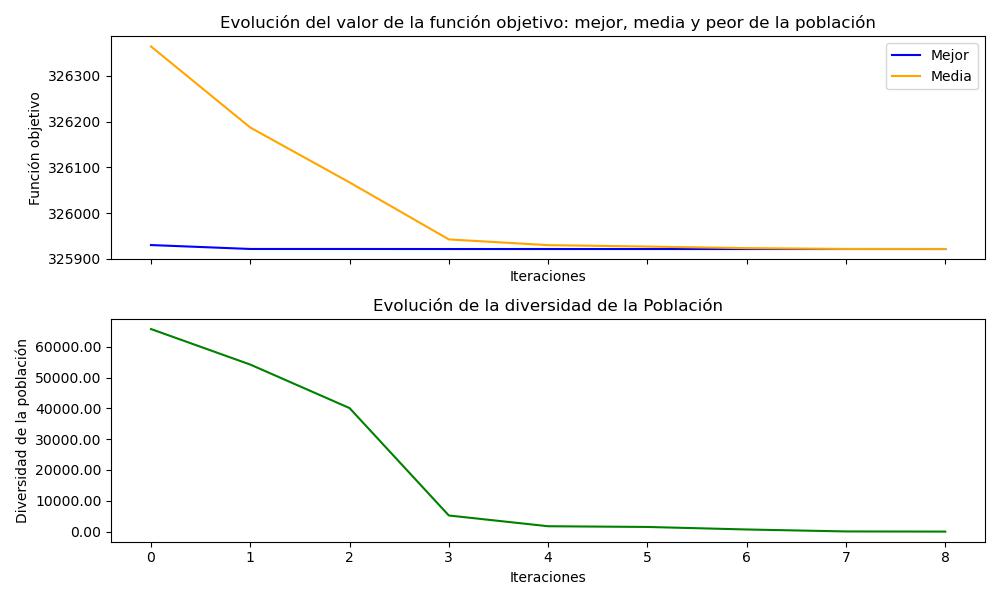 Evolución del valor de la función objetivo: mejor, media y peor de la población
Mejor
Media
Función objetivo
326300
326200
326100
326000
325900
Iteraciones
Evolución de la diversidad de la Población
Diversidad de la población
60000.00
50000.00
40000.00
30000.00
20000.00
10000.00
0.00
0 1 2 3 4 5 6 7 8
Iteraciones